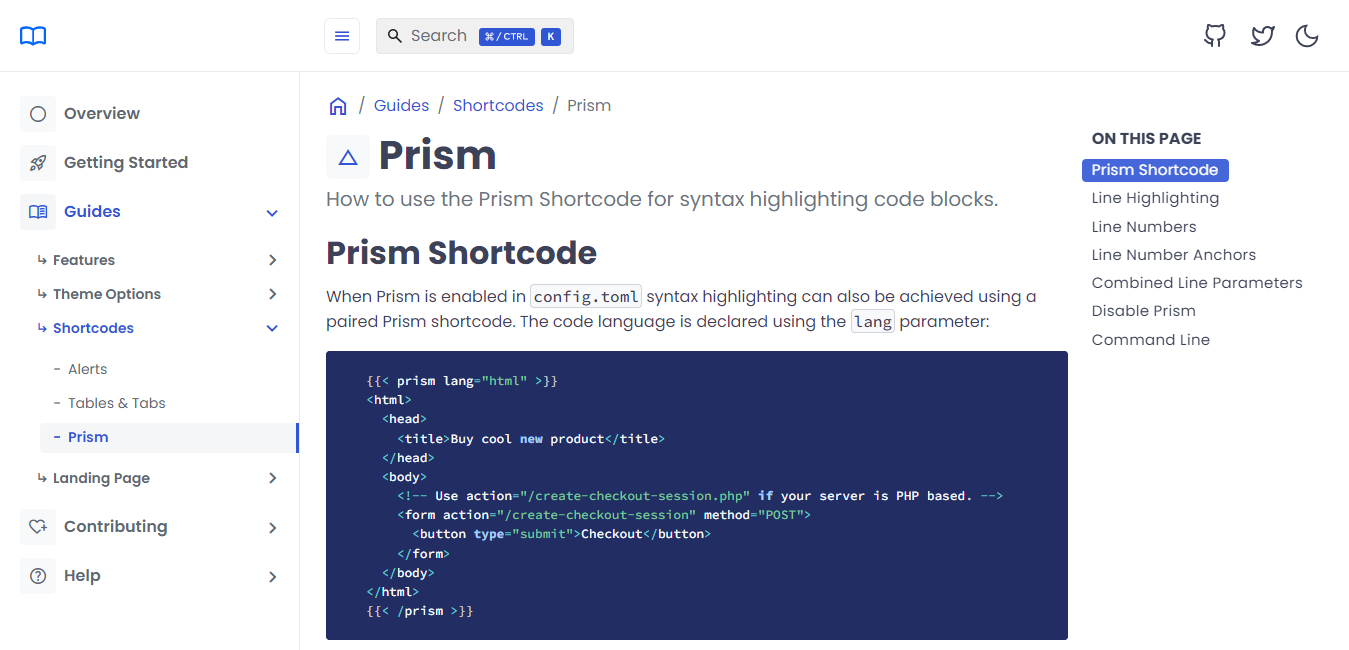 Search ⌘/CTRL K
Overview
Getting Started
Guides
↳ Features
↳ Theme Options
↳ Shortcodes
- Alerts
- Tables & Tabs
- Prism
↳ Landing Page
Contributing
Help
/ Guides / Shortcodes / Prism
Prism
How to use the Prism Shortcode for syntax highlighting code blocks.
Prism Shortcode
When Prism is enabled in config.toml syntax highlighting can also be achieved using a
paired Prism shortcode. The code language is declared using the lang parameter:
{{< prism lang="html" >}}
<html>
  <head>
    <title>Buy cool new product</title>
  </head>
  <body>
    <!-- Use action="/create-checkout-session.php" if your server is PHP based. -->
    <form action="/create-checkout-session" method="POST">
      <button type="submit">Checkout</button>
    </form>
  </body>
</html>
{{< /prism >}}
ON THIS PAGE
Prism Shortcode
Line Highlighting
Line Numbers
Line Number Anchors
Combined Line Parameters
Disable Prism
Command Line